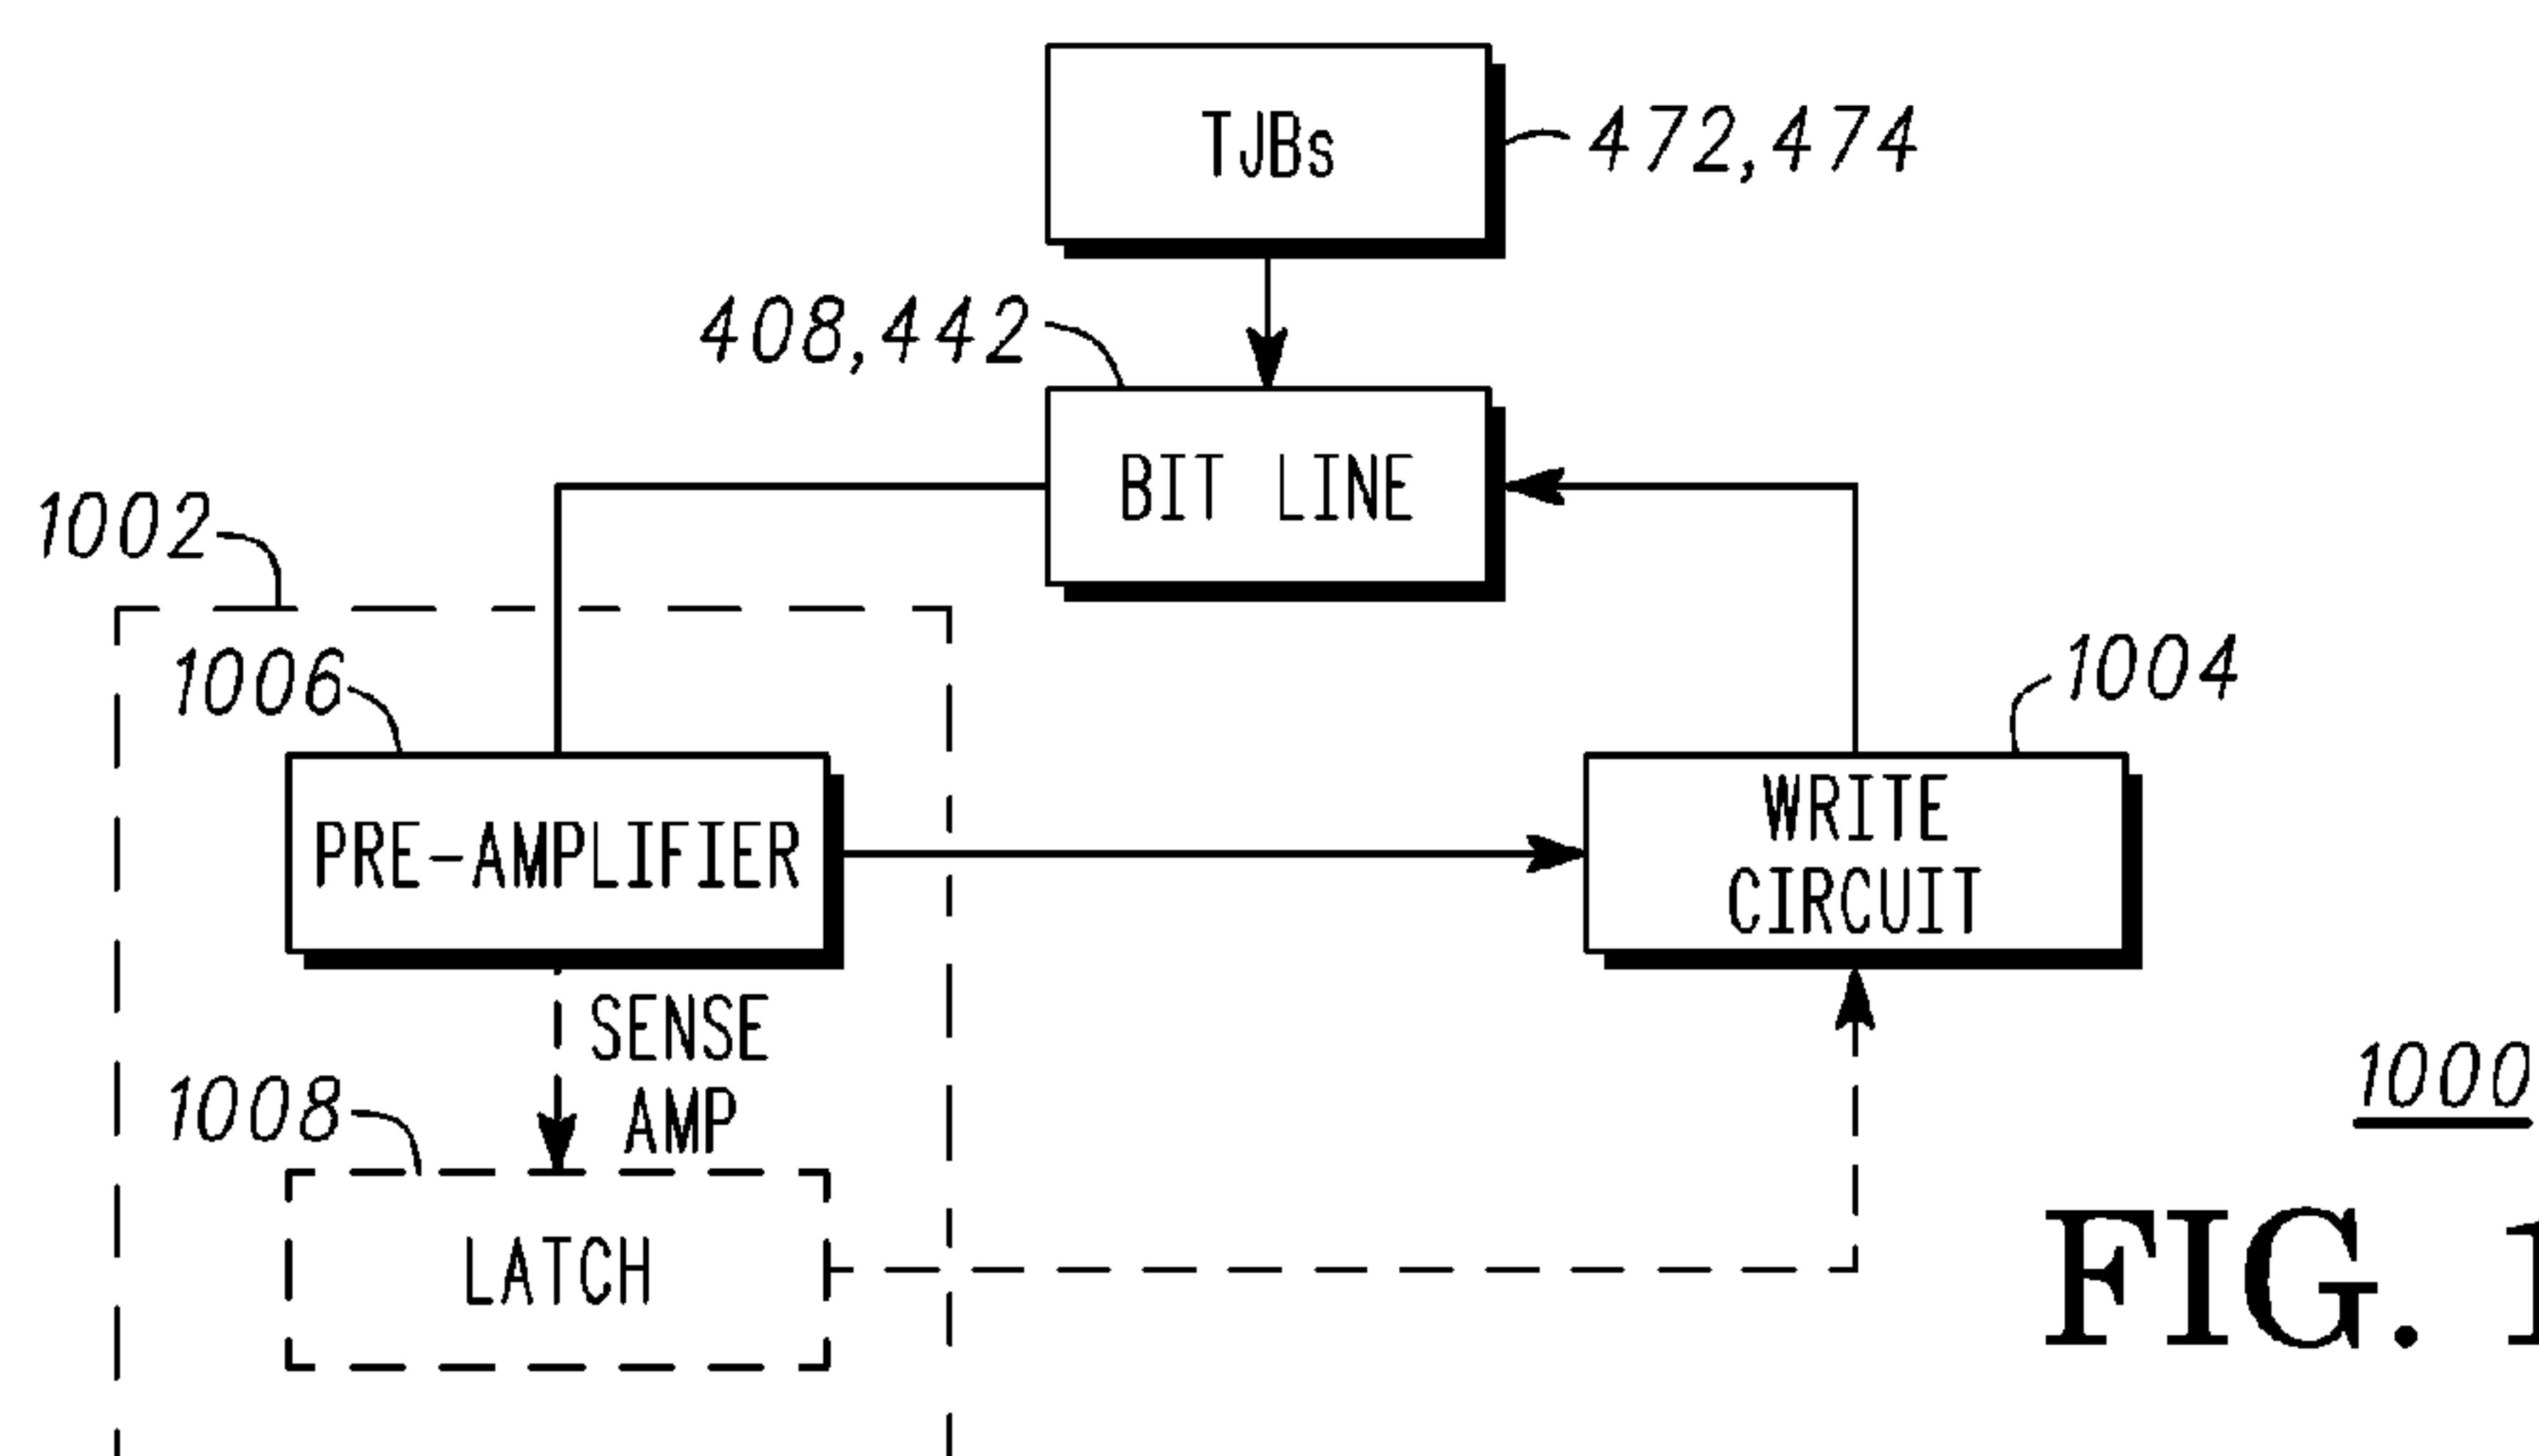 TJBs
472,474
408,442
BIT LINE
1002
1006
1004
PRE-AMPLIFIER
WRITE
CIRCUIT
SENSE
AMP
1008
LATCH
1000
FIG.